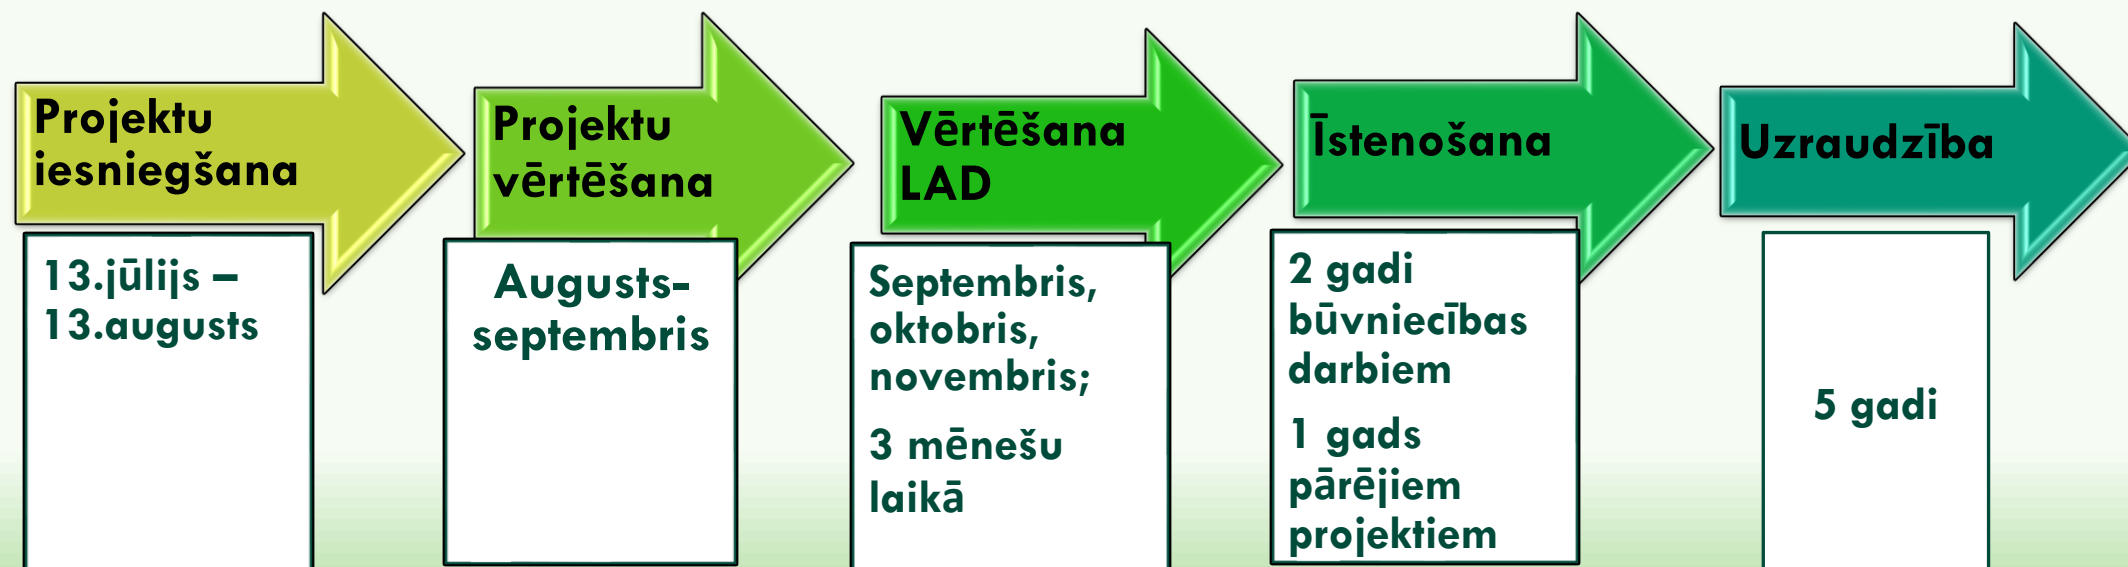 Projektu
iesniegšana
13.jūlijs –
13.augusts
Projektu
vērtēšana
Augusts-
septembris
Vērtēšana
LAD
Septembris,
oktobris,
novembris;
3 mēnešu
laikā
Īstenošana
2 gadi
būvniecības
darbiem
1 gads
pārējiem
projektiem
Uzraudzība
5 gadi